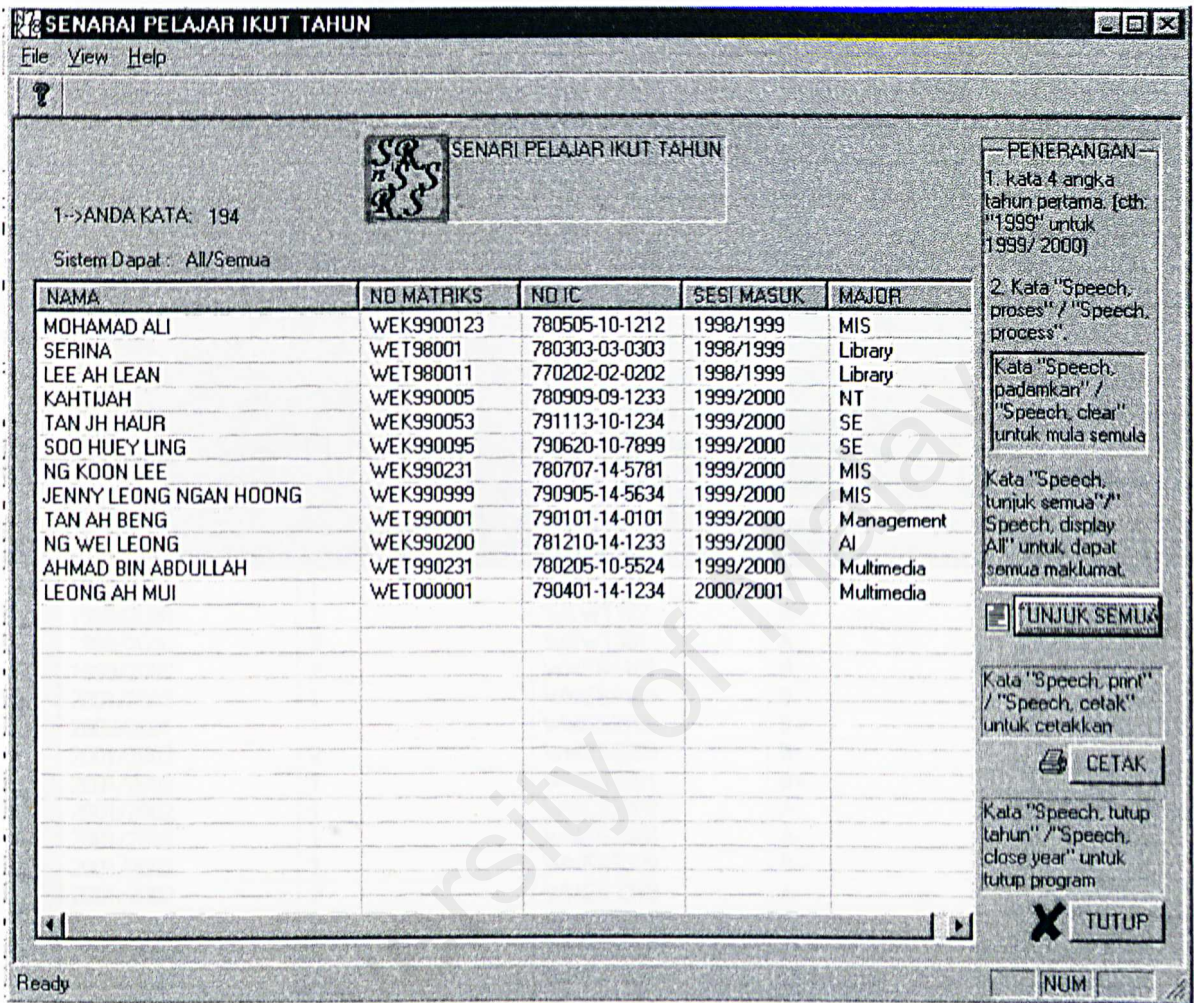 SENARAI PELAJAR IKUT TAHUN
File View Help
SENARI PELAJAR IKUT TAHUN
1-->ANDA KATA: 194
Sistem Dapat : All/Semua
NAMA NO MATRIKS NO IC SESI MASUK MAJOR
MOHAMAD ALI WEK9900123 780505-10-1212 1998/1999 MIS
SERINA WET98001 780303-03-0303 1998/1999 Library
LEE AH LEAN WET980011 770202-02-0202 1998/1999 Library
KAHTIJAH WEK990005 780909-09-1233 1999/2000 NT
TAN JH HAUR WEK990053 791113-10-1234 1999/2000 SE
SOO HUEY LING WEK990095 790620-10-7899 1999/2000 SE
NG KOON LEE WEK990231 780707-14-5781 1999/2000 MIS
JENNY LEONG NGAN HOONG WEK990999 790905-14-5634 1999/2000 MIS
TAN AH BENG WET990001 790101-14-0101 1999/2000 Management
NG WEI LEONG WEK990200 781210-14-1233 1999/2000 AI
AHMAD BIN ABDULLAH WET990231 780205-10-5524 1999/2000 Multimedia
LEONG AH MUI WET000001 790401-14-1234 2000/2001 Multimedia
PENERANGAN
1. kata 4 angka
tahun pertama. [cth:
"1999" untuk
1999/ 2000]
2. Kata "Speech,
proses" / "Speech,
process".
Kata "Speech,
padamkan" /
"Speech, clear"
untuk mula semula
Kata "Speech,
tunjuk semua"/"
Speech, display
All" untuk dapat
semua maklumat.
TUNJUK SEMUA
Kata "Speech, print"
/ "Speech, cetak"
untuk cetakkan
CETAK
Kata "Speech, tutup
tahun" /"Speech,
close year" untuk
tutup program
TUTUP
Ready NUM